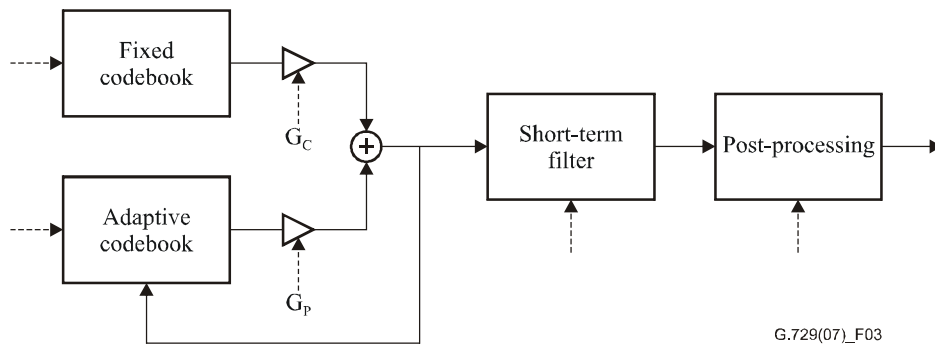 Fixed
codebook
G_C
+
Short-term
filter
Post-processing
Adaptive
codebook
G_P
G.729(07)_F03